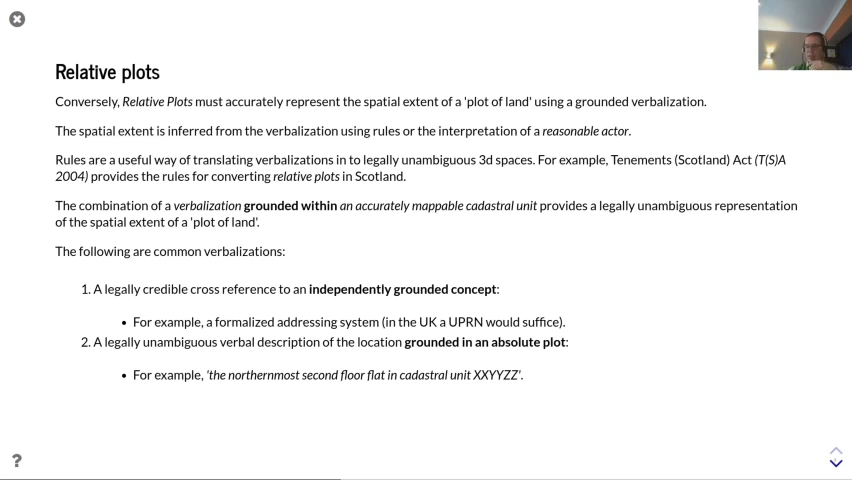 Relative plots
Conversely, Relative Plots must accurately represent the spatial extent of a 'plot of land' using a grounded verbalization.
The spatial extent is inferred from the verbalization using rules or the interpretation of a reasonable actor.
Rules are a useful way of translating verbalizations in to legally unambiguous 3d spaces. For example, Tenements (Scotland) Act (T(S)A
2004) provides the rules for converting relative plots in Scotland.
The combination of a verbalization grounded within an accurately mappable cadastral unit provides a legally unambiguous representation
of the spatial extent of a 'plot of land'.
The following are common verbalizations:
1. A legally credible cross reference to an independently grounded concept:
• For example, a formalized addressing system (in the UK a UPRN would suffice).
2. A legally unambiguous verbal description of the location grounded in an absolute plot:
• For example, 'the northernmost second floor flat in cadastral unit XXYYZZ'.
?